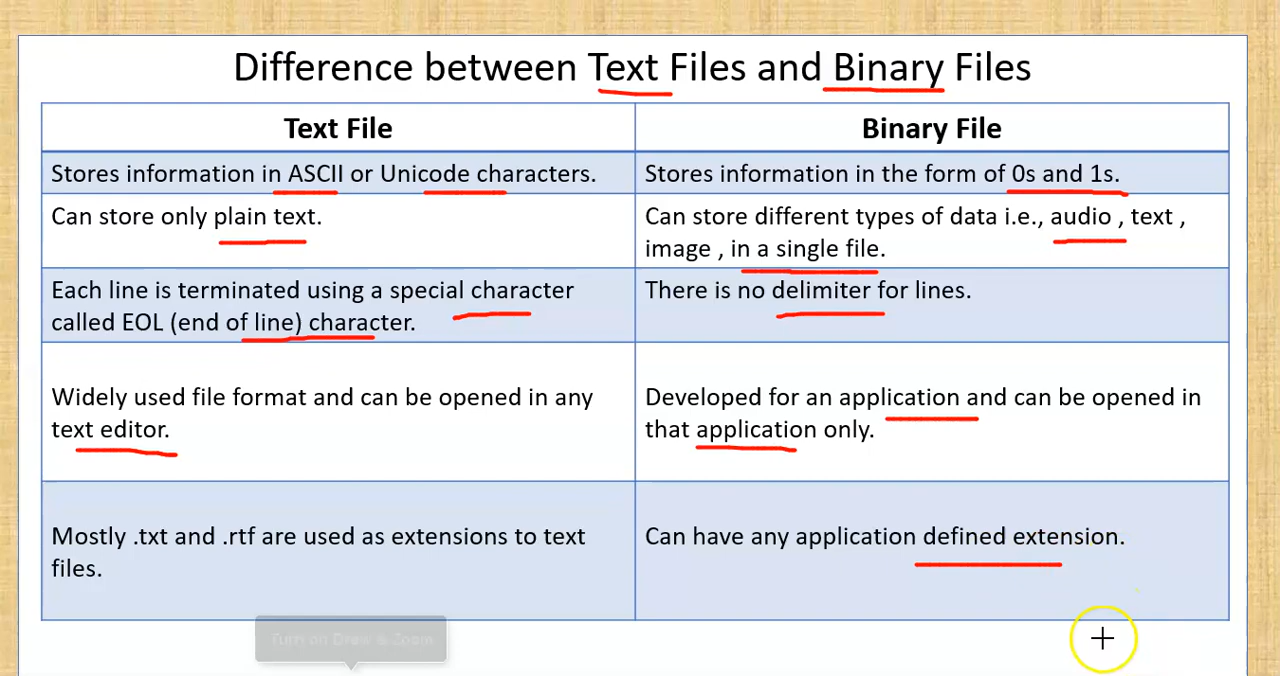 Difference between Text Files and Binary Files
Text File
Binary File
Stores information in ASCII or Unicode characters.
Stores information in the form of 0s and 1s.
Can store only plain text.
Can store different types of data i.e., audio , text ,
image , in a single file.
Each line is terminated using a special character
called EOL (end of line) character.
There is no delimiter for lines.
Widely used file format and can be opened in any
text editor.
Developed for an application and can be opened in
that application only.
Mostly .txt and .rtf are used as extensions to text
files.
Can have any application defined extension.